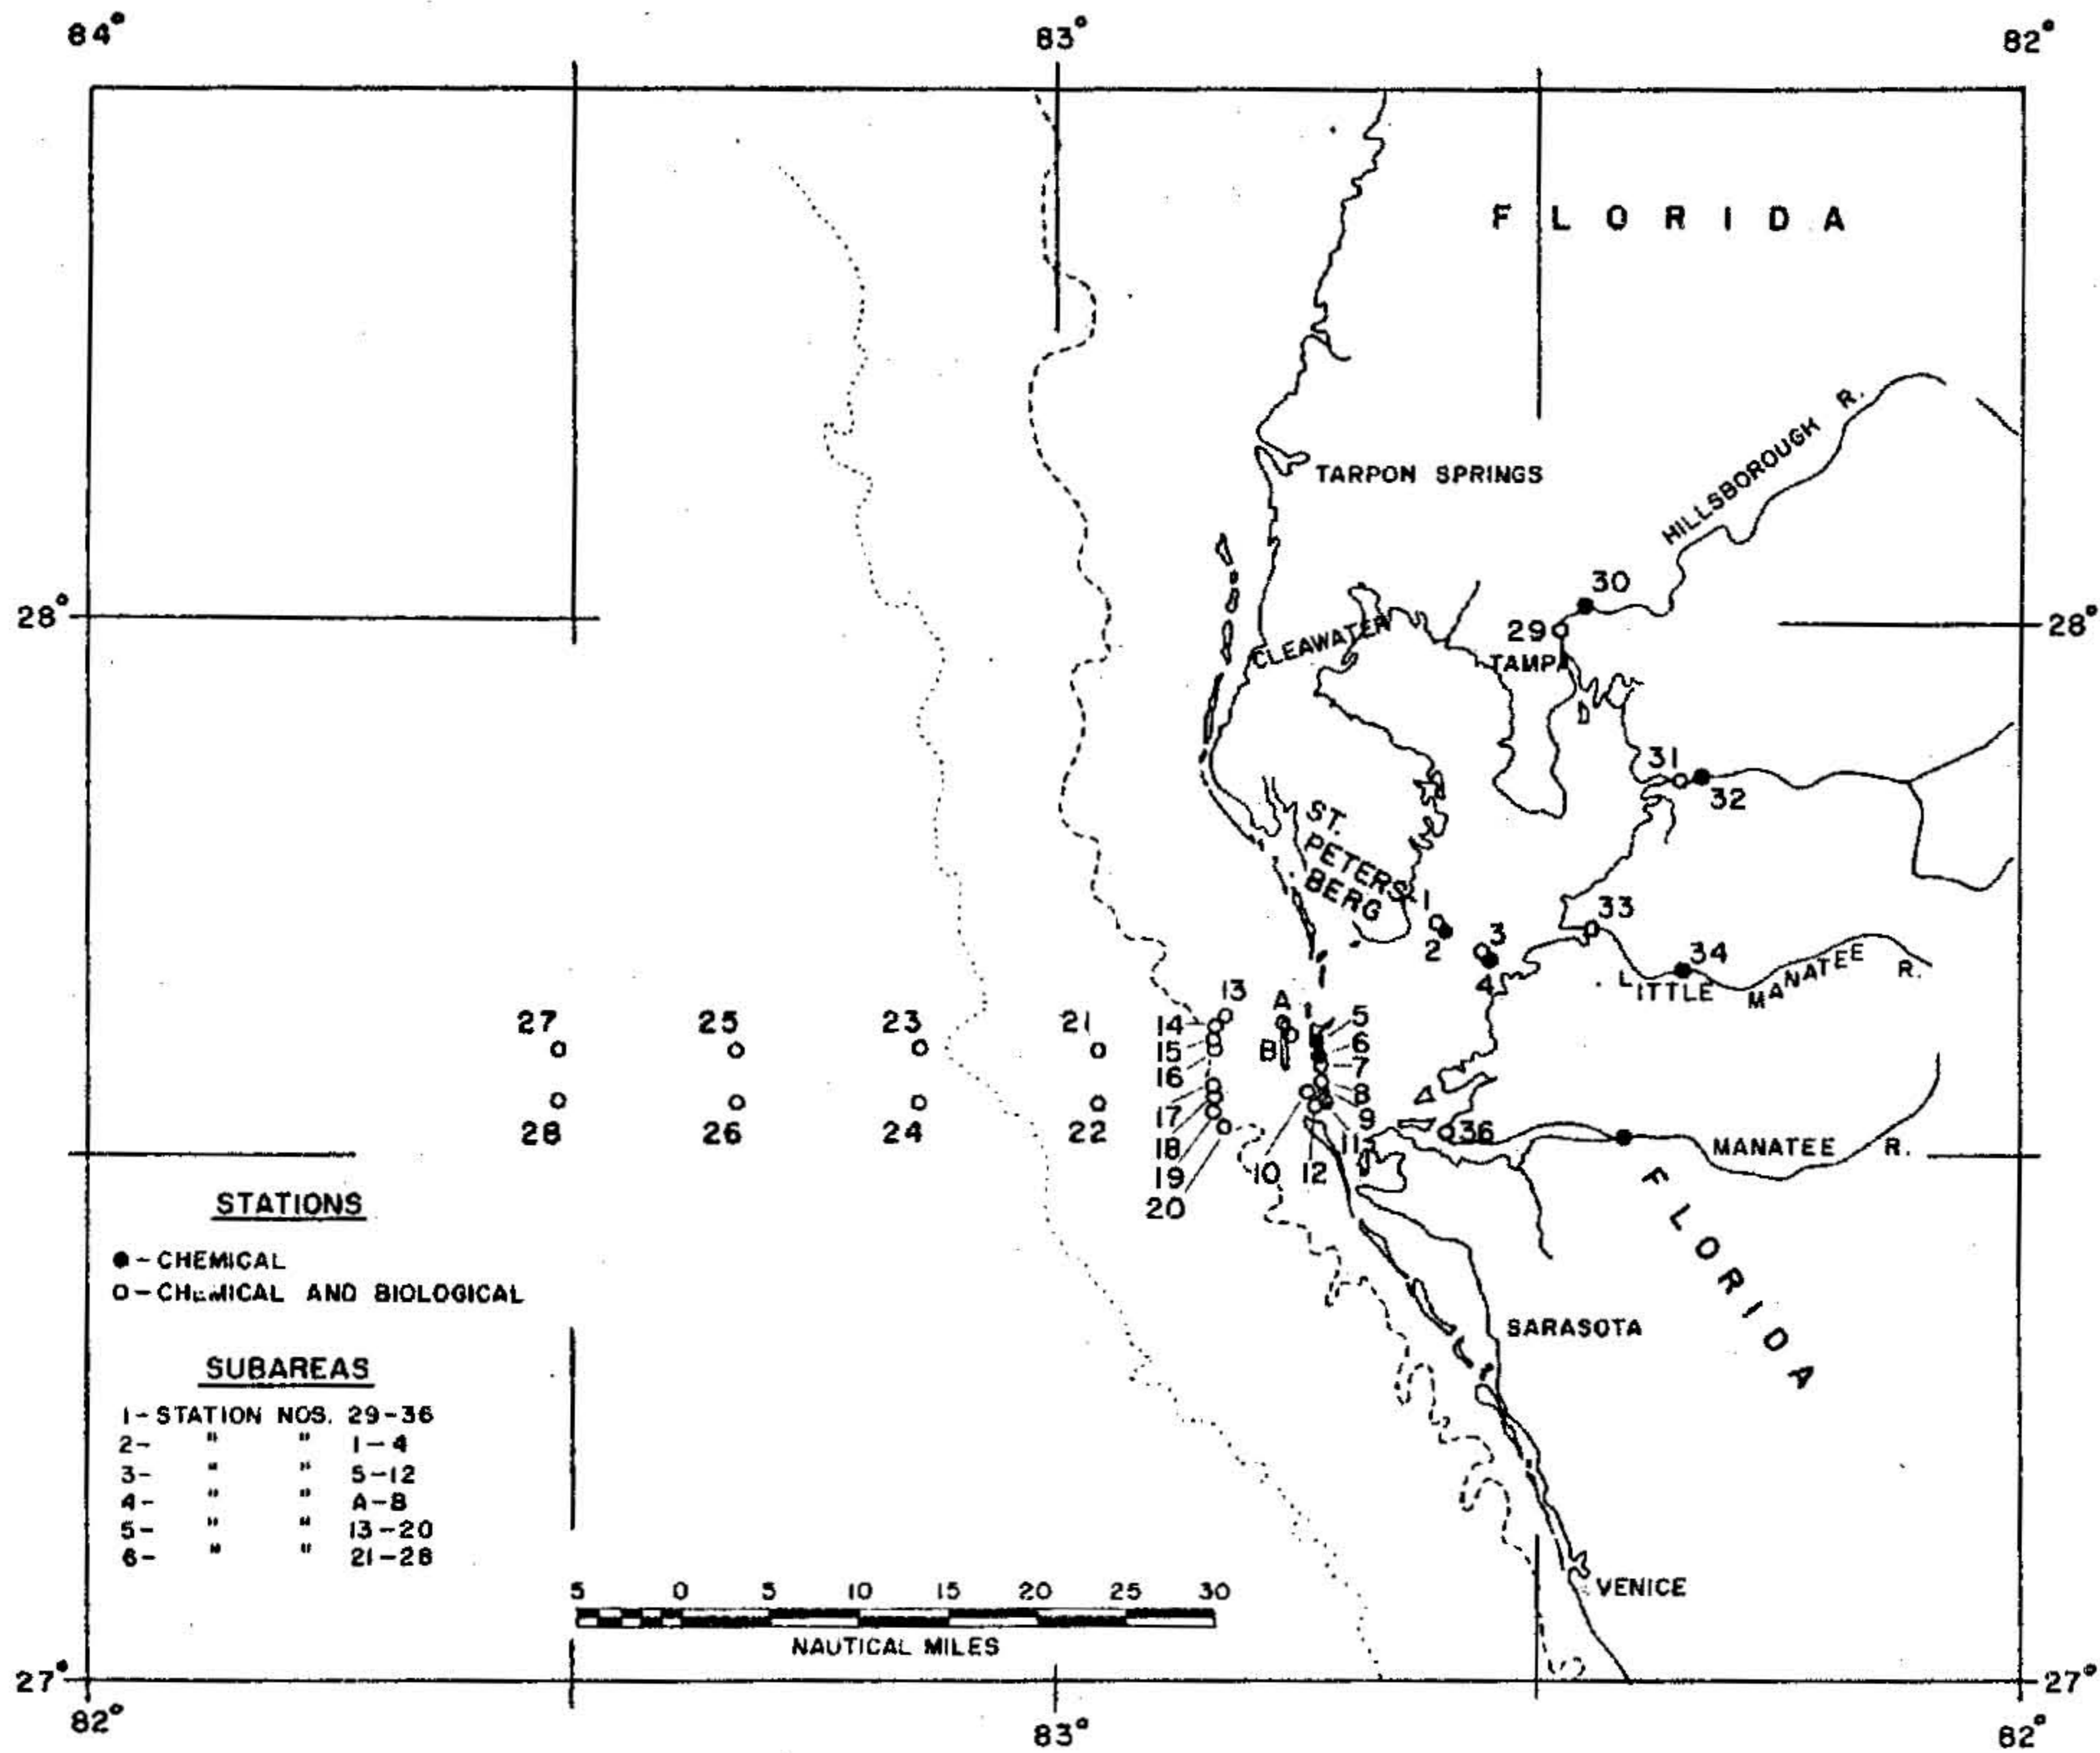 84°
83°
82°
F L O R I D A
TARPON SPRINGS
HILLSBOROUGH R.
30
28°
28°
29
CLEAWATER
TAMPA
31
32
ST.
PETERS-
BERG
1
2
3
4
33
34
LITTLE MANATEE R.
13
A
14
5
27
25
23
21
15
B
6
16
7
8
17
9
28
26
24
22
18
11
36
MANATEE R.
19
10
12
20
FLORIDA
STATIONS
●-CHEMICAL
O-CHEMICAL AND BIOLOGICAL
SARASOTA
SUBAREAS
1-STATION NOS. 29-36
2- " " 1-4
3- " " 5-12
4- " " A-B
5- " " 13-20
6- " " 21-28
5 0 5 10 15 20 25 30
NAUTICAL MILES
VENICE
27°
27°
82°
83°
82°